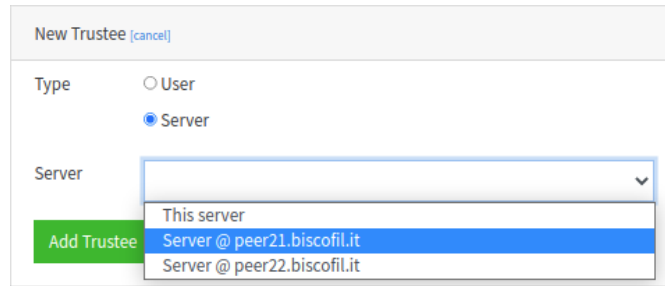 New Trustee [cancel]
Type
User
Server
Server
This server
Server @ peer21.biscofil.it
Add Trustee
Server @ peer22.biscofil.it